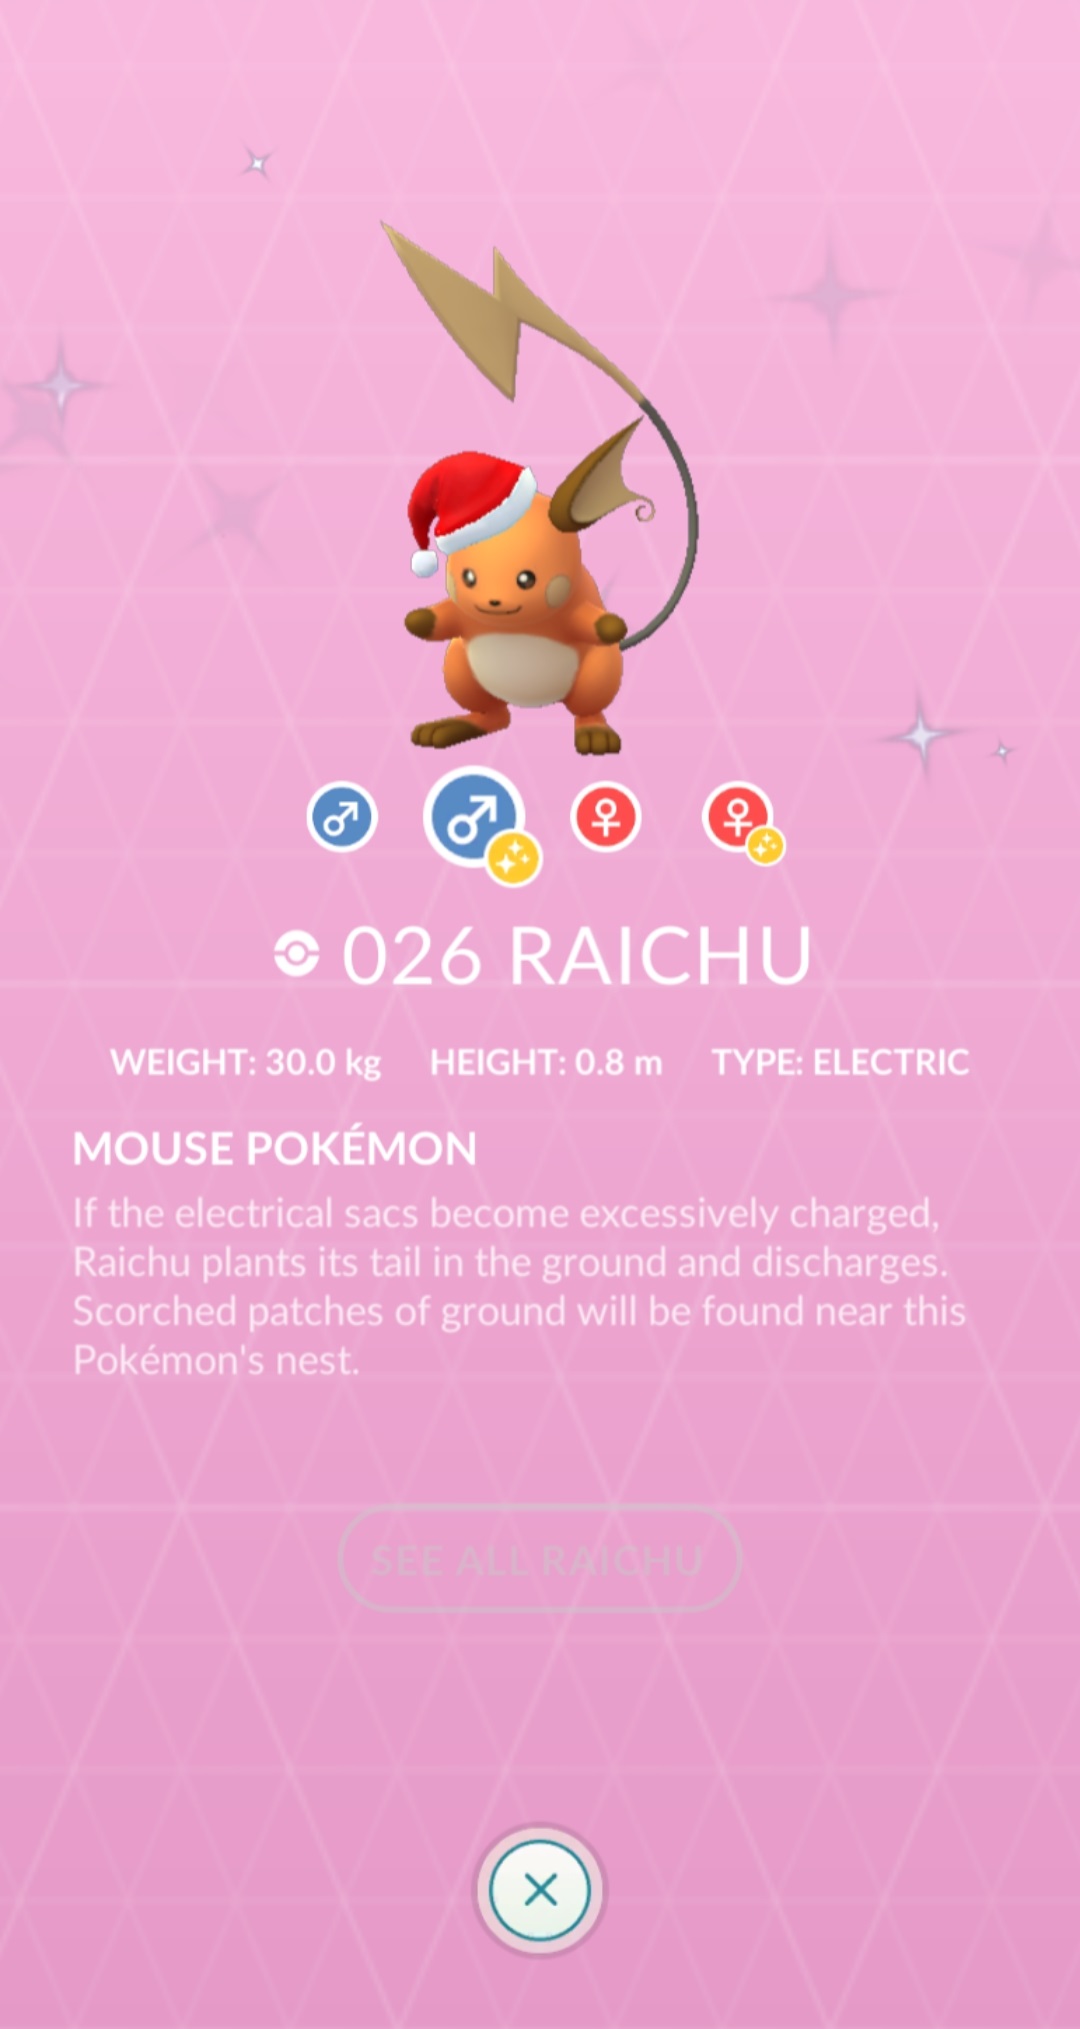 026 RAICHU
WEIGHT: 30.0 kg HEIGHT: 0.8 m TYPE: ELECTRIC
MOUSE POKÉMON
If the electrical sacs become excessively charged,
Raichu plants its tail in the ground and discharges.
Scorched patches of ground will be found near this
Pokémon's nest.
SEE ALL RAICHU